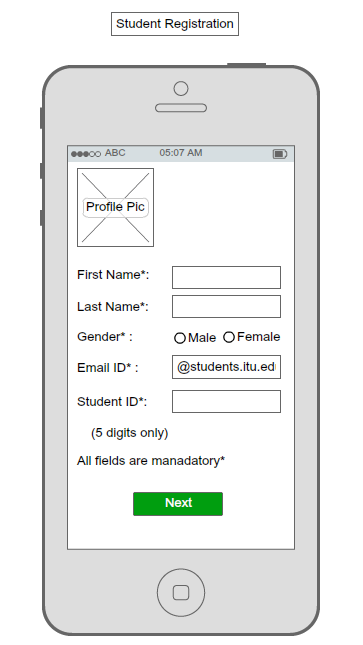 Student Registration
ABC 05:07 AM
Profile Pic
First Name*:
Last Name*:
Gender* : Male Female
Email ID* : @students.itu.ed
Student ID*:
(5 digits only)
All fields are manadatory*
Next